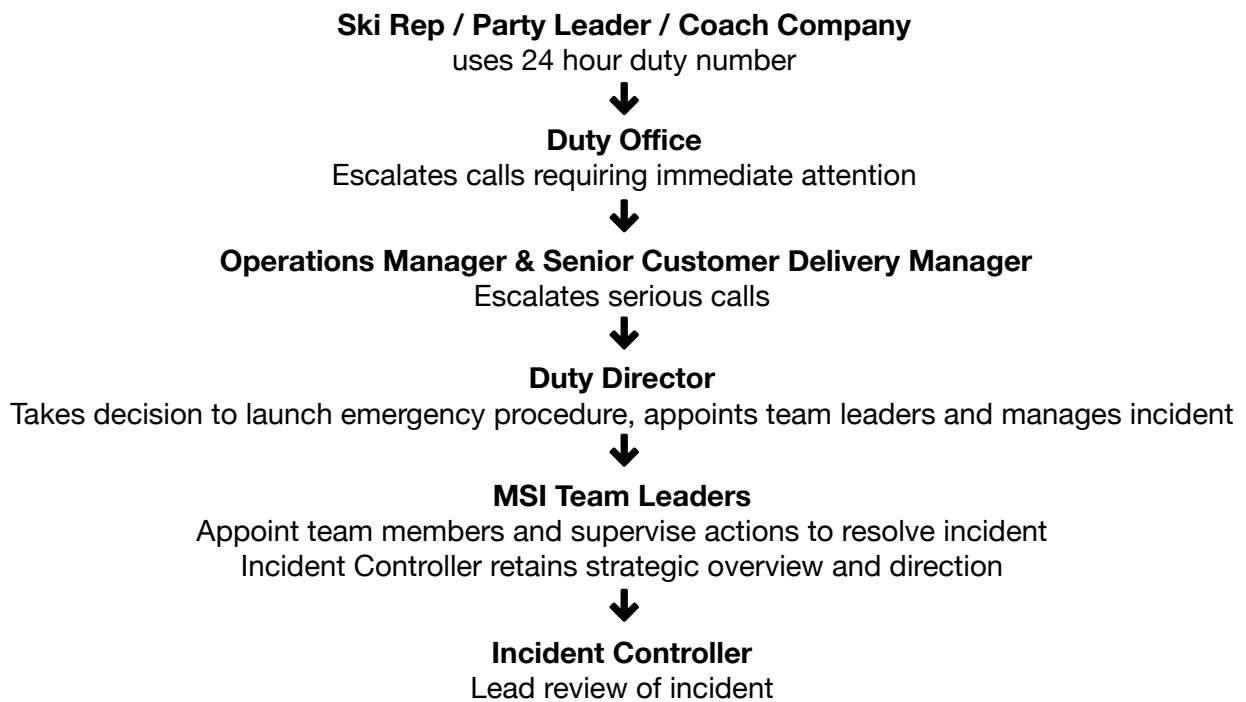 Ski Rep / Party Leader / Coach Company
uses 24 hour duty number
Duty Office
Escalates calls requiring immediate attention
Operations Manager & Senior Customer Delivery Manager
Escalates serious calls
Duty Director
Takes decision to launch emergency procedure, appoints team leaders and manages incident
MSI Team Leaders
Appoint team members and supervise actions to resolve incident
Incident Controller retains strategic overview and direction
Incident Controller
Lead review of incident